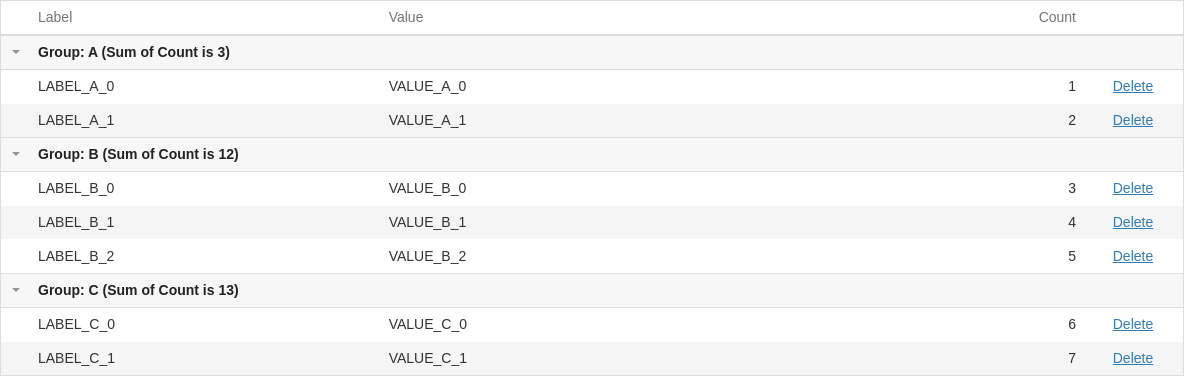 Label Value Count
Group: A (Sum of Count is 3)
LABEL_A_0 VALUE_A_0 1 Delete
LABEL_A_1 VALUE_A_1 2 Delete
Group: B (Sum of Count is 12)
LABEL_B_0 VALUE_B_0 3 Delete
LABEL_B_1 VALUE_B_1 4 Delete
LABEL_B_2 VALUE_B_2 5 Delete
Group: C (Sum of Count is 13)
LABEL_C_0 VALUE_C_0 6 Delete
LABEL_C_1 VALUE_C_1 7 Delete